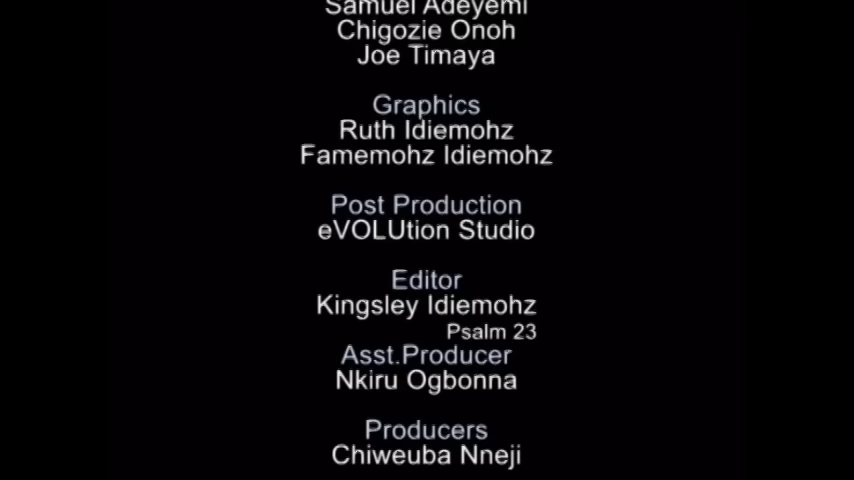 Samuel Adeyemi
Chigozie Onoh
Joe Timaya
Graphics
Ruth Idiemohz
Famemohz Idiemohz
Post Production
eVOLUtion Studio
Editor
Kingsley Idiemohz
Psalm 23
Asst.Producer
Nkiru Ogbonna
Producers
Chiweuba Nneji